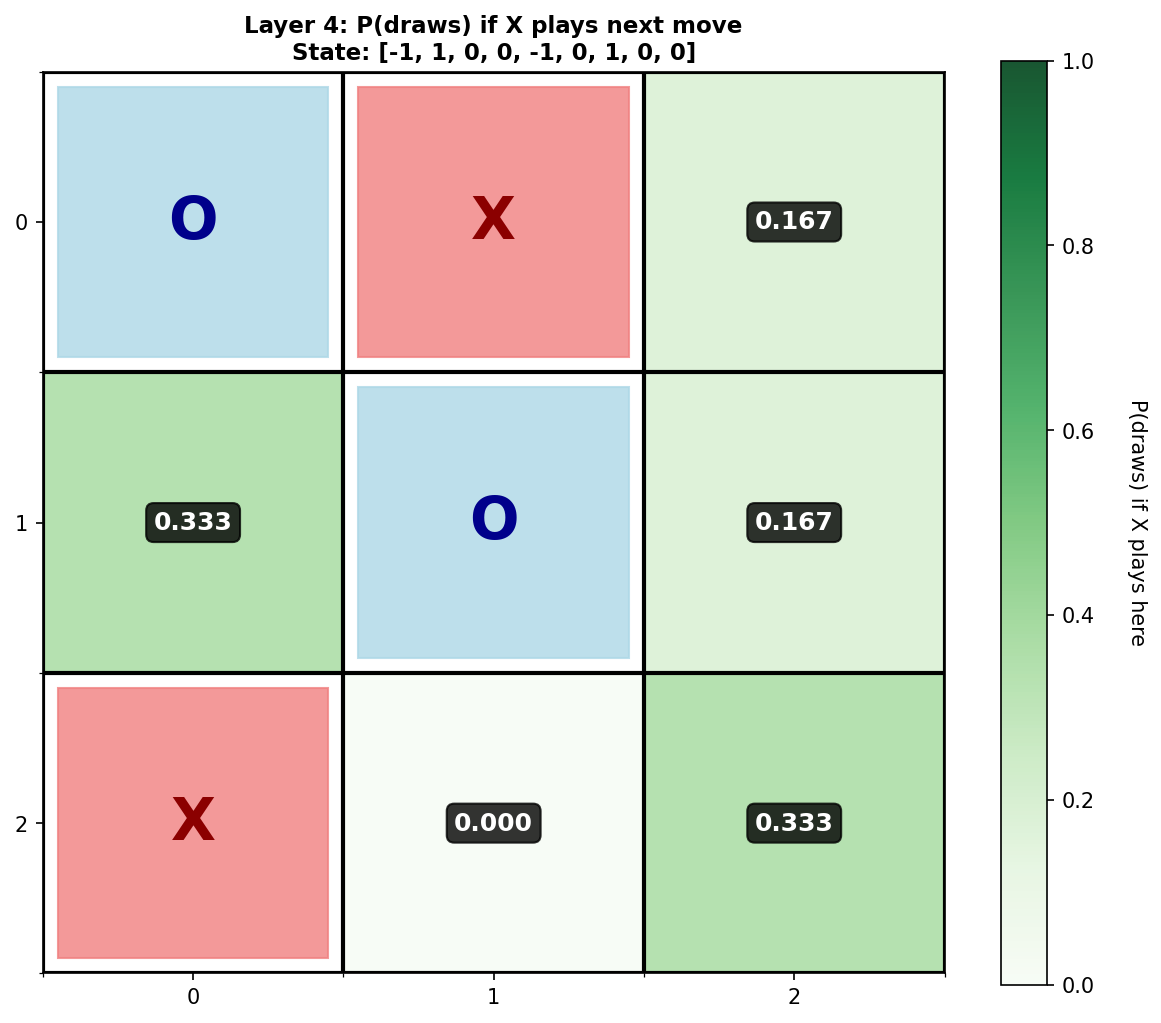 Layer 4: P(draws) if X plays next move
State: [-1, 1, 0, 0, -1, 0, 1, 0, 0]
0
O
X
0.167
1
0.333
O
0.167
2
X
0.000
0.333
0
1
2
1.0
0.8
0.6
0.4
0.2
0.0
P(draws) if X plays here